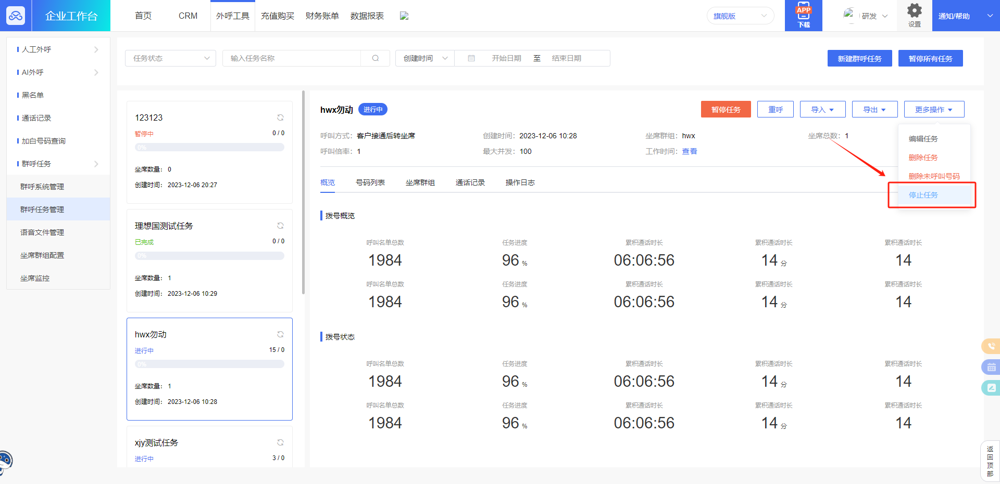 企业工作台
首页
CRM
外呼工具
充值购买
财务账单
数据报表
旗舰版
APP
下载
研发
设置
通知/帮助
人工外呼
AI外呼
黑名单
通话记录
加白号码查询
群呼任务
群呼系统管理
群呼任务管理
语音文件管理
坐席群组配置
坐席监控
任务状态
输入任务名称
创建时间
开始日期 至 结束日期
新建群呼任务
暂停所有任务
123123
暂停中 0 / 0
0%
坐席数量： 0
创建时间： 2023-12-06 20:27
理想国测试任务
已完成 0 / 0
0%
坐席数量： 1
创建时间： 2023-12-06 10:29
hwx勿动
进行中 15 / 0
0%
坐席数量： 1
创建时间： 2023-12-06 10:28
xjy测试任务
进行中 3 / 0
hwx勿动 进行中
暂停任务 重呼 导入 导出 更多操作
呼叫方式： 客户接通后转坐席 创建时间： 2023-12-06 10:28 坐席群组： hwx 坐席总数： 1
呼叫倍率： 1 最大并发： 100 工作时间： 查看
编辑任务
删除任务
删除未呼叫号码
停止任务
概览 号码列表 坐席群组 通话记录 操作日志
拨号概览
呼叫名单总数 任务进度 累积通话时长 累积通话时长 累积通话时长
1984 96 % 06:06:56 14 分 14
呼叫名单总数 任务进度 累积通话时长 累积通话时长 累积通话时长
1984 96 % 06:06:56 14 分 14
拨号状态
呼叫名单总数 任务进度 累积通话时长 累积通话时长 累积通话时长
1984 96 % 06:06:56 14 分 14
呼叫名单总数 任务进度 累积通话时长 累积通话时长 累积通话时长
1984 96 % 06:06:56 14 分 14
返
回
顶
部